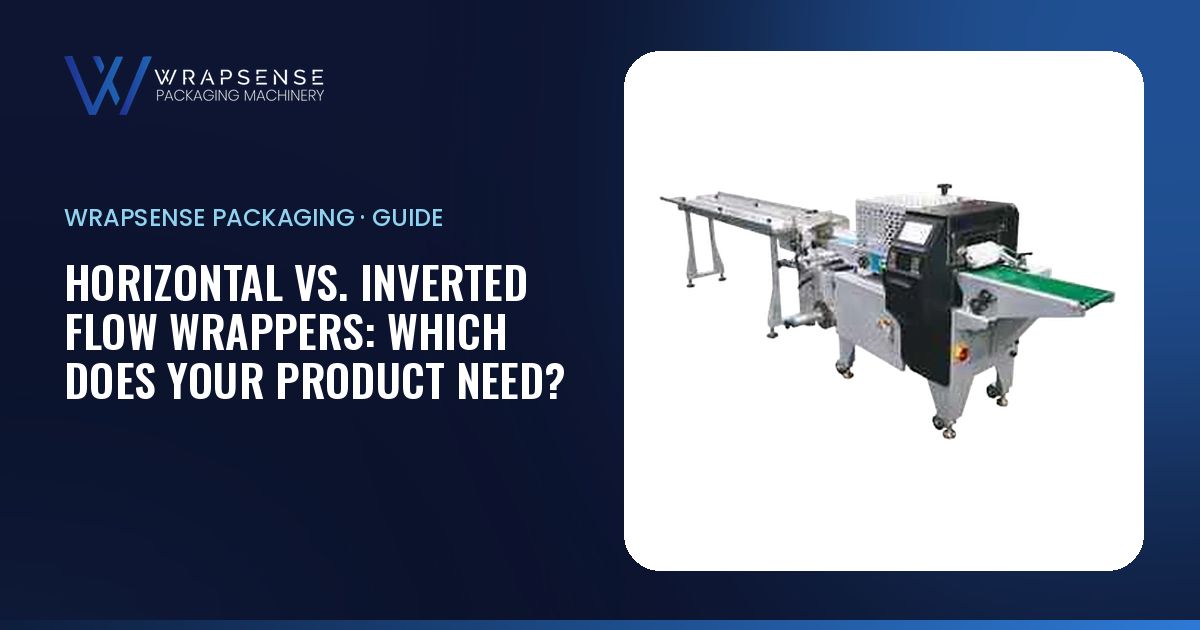 WRAPSENSE
PACKAGING MACHINERY
WRAPSENSE PACKAGING · GUIDE
HORIZONTAL VS. INVERTED
FLOW WRAPPERS: WHICH
DOES YOUR PRODUCT NEED?